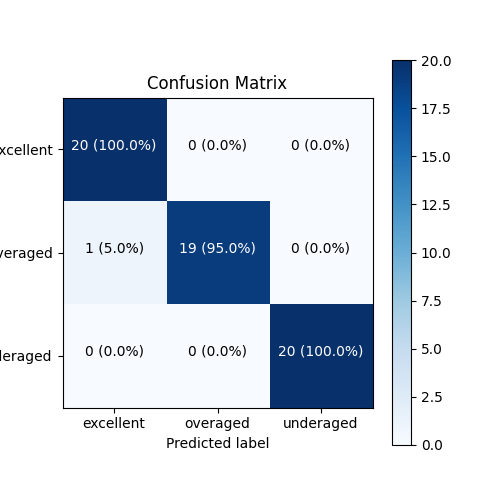 Confusion Matrix
20 (100.0%) 0 (0.0%) 0 (0.0%)
1 (5.0%) 19 (95.0%) 0 (0.0%)
0 (0.0%) 0 (0.0%) 20 (100.0%)
xcellent
veraged
leraged
excellent overaged underaged
Predicted label
20.0
17.5
15.0
12.5
10.0
7.5
5.0
2.5
0.0